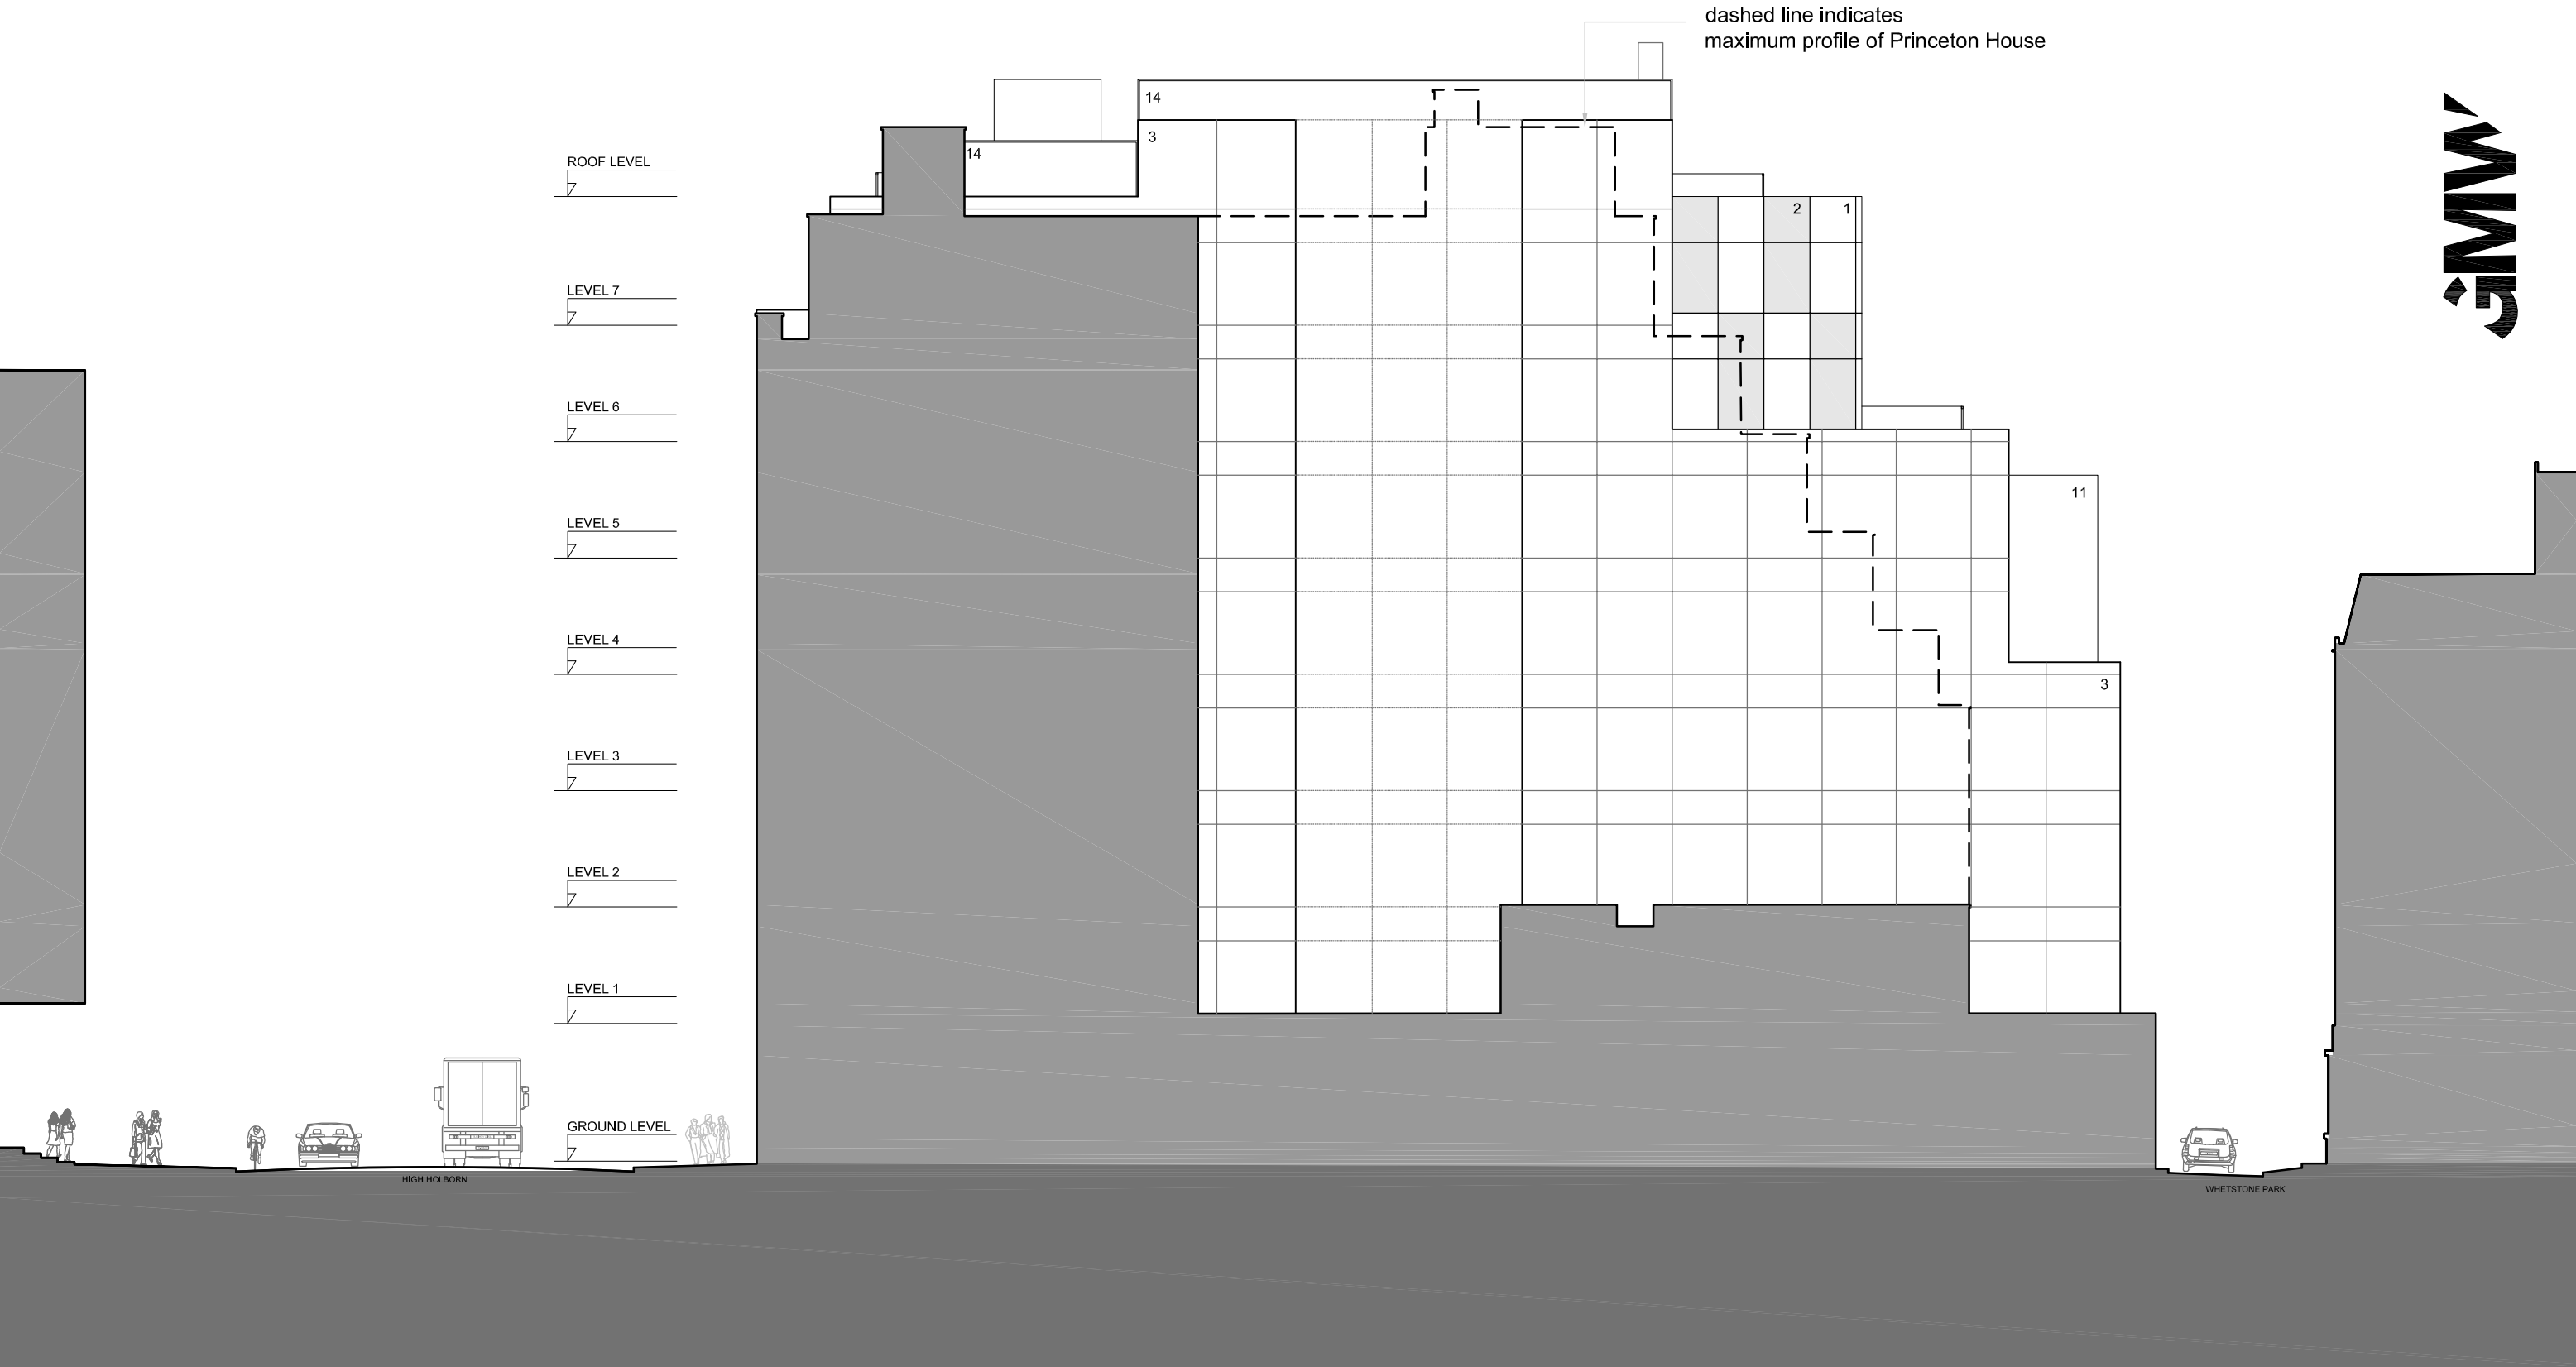 dashed line indicates
maximum profile of Princeton House
GMW
14
3
14
ROOF LEVEL
2
1
LEVEL 7
LEVEL 6
11
LEVEL 5
LEVEL 4
3
LEVEL 3
LEVEL 2
LEVEL 1
GROUND LEVEL
HIGH HOLBORN
WHETSTONE PARK